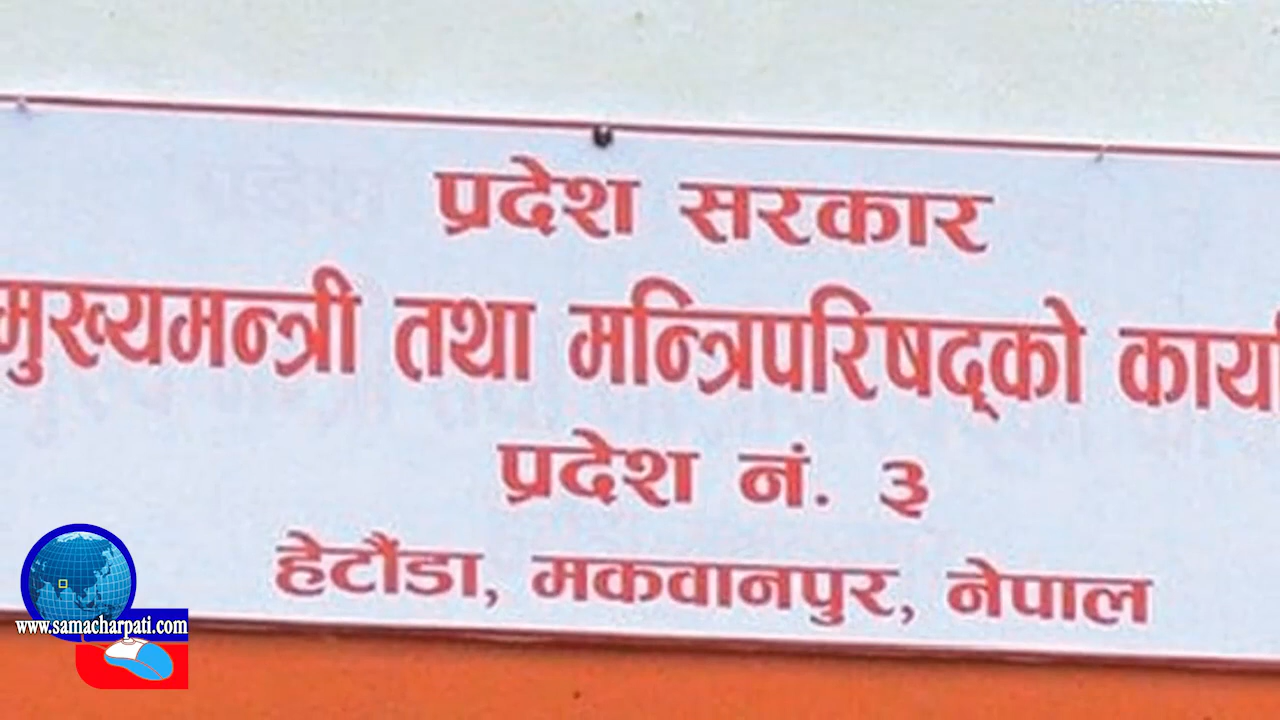 प्रदेश सरकार
मुख्यमन्त्री तथा मन्त्रिपरिषद्को कार्या
प्रदेश नं. ३
हेटौंडा, मकवानपुर, नेपाल
www.samacharpati.com